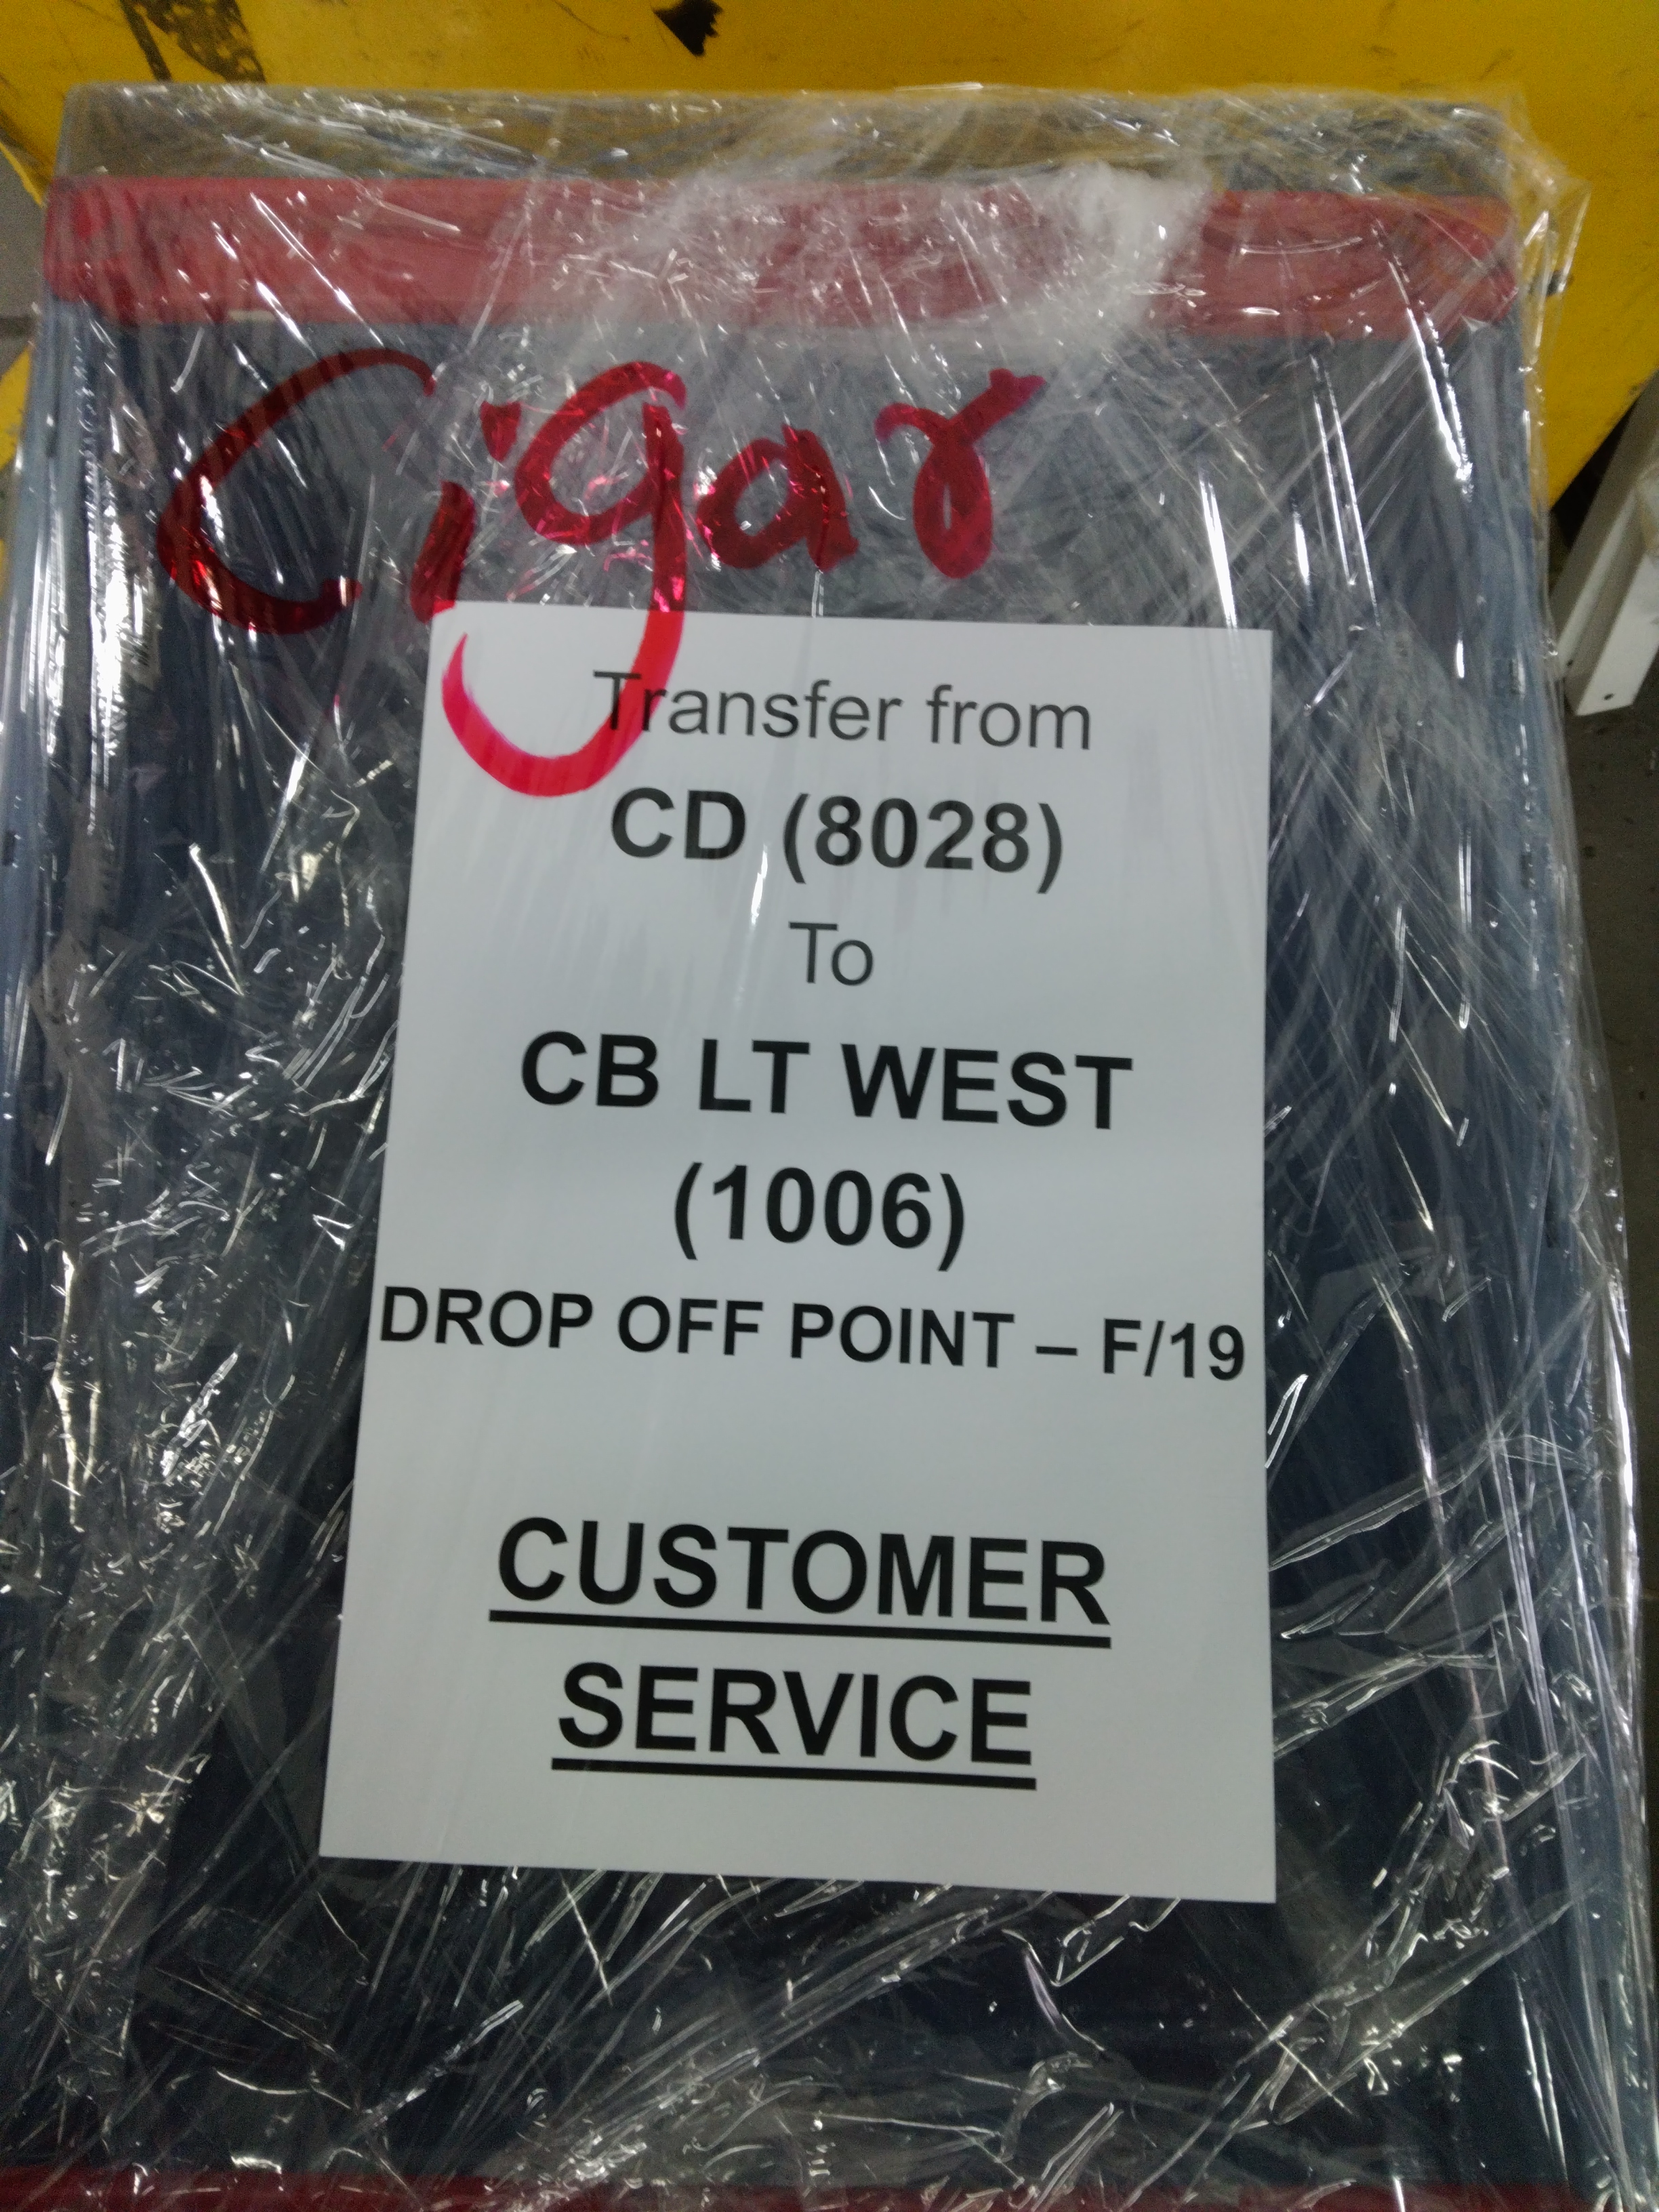 Cigar
Transfer from
CD (8028)
To
CB LT WEST
(1006)
DROP OFF POINT – F/19
CUSTOMER
SERVICE